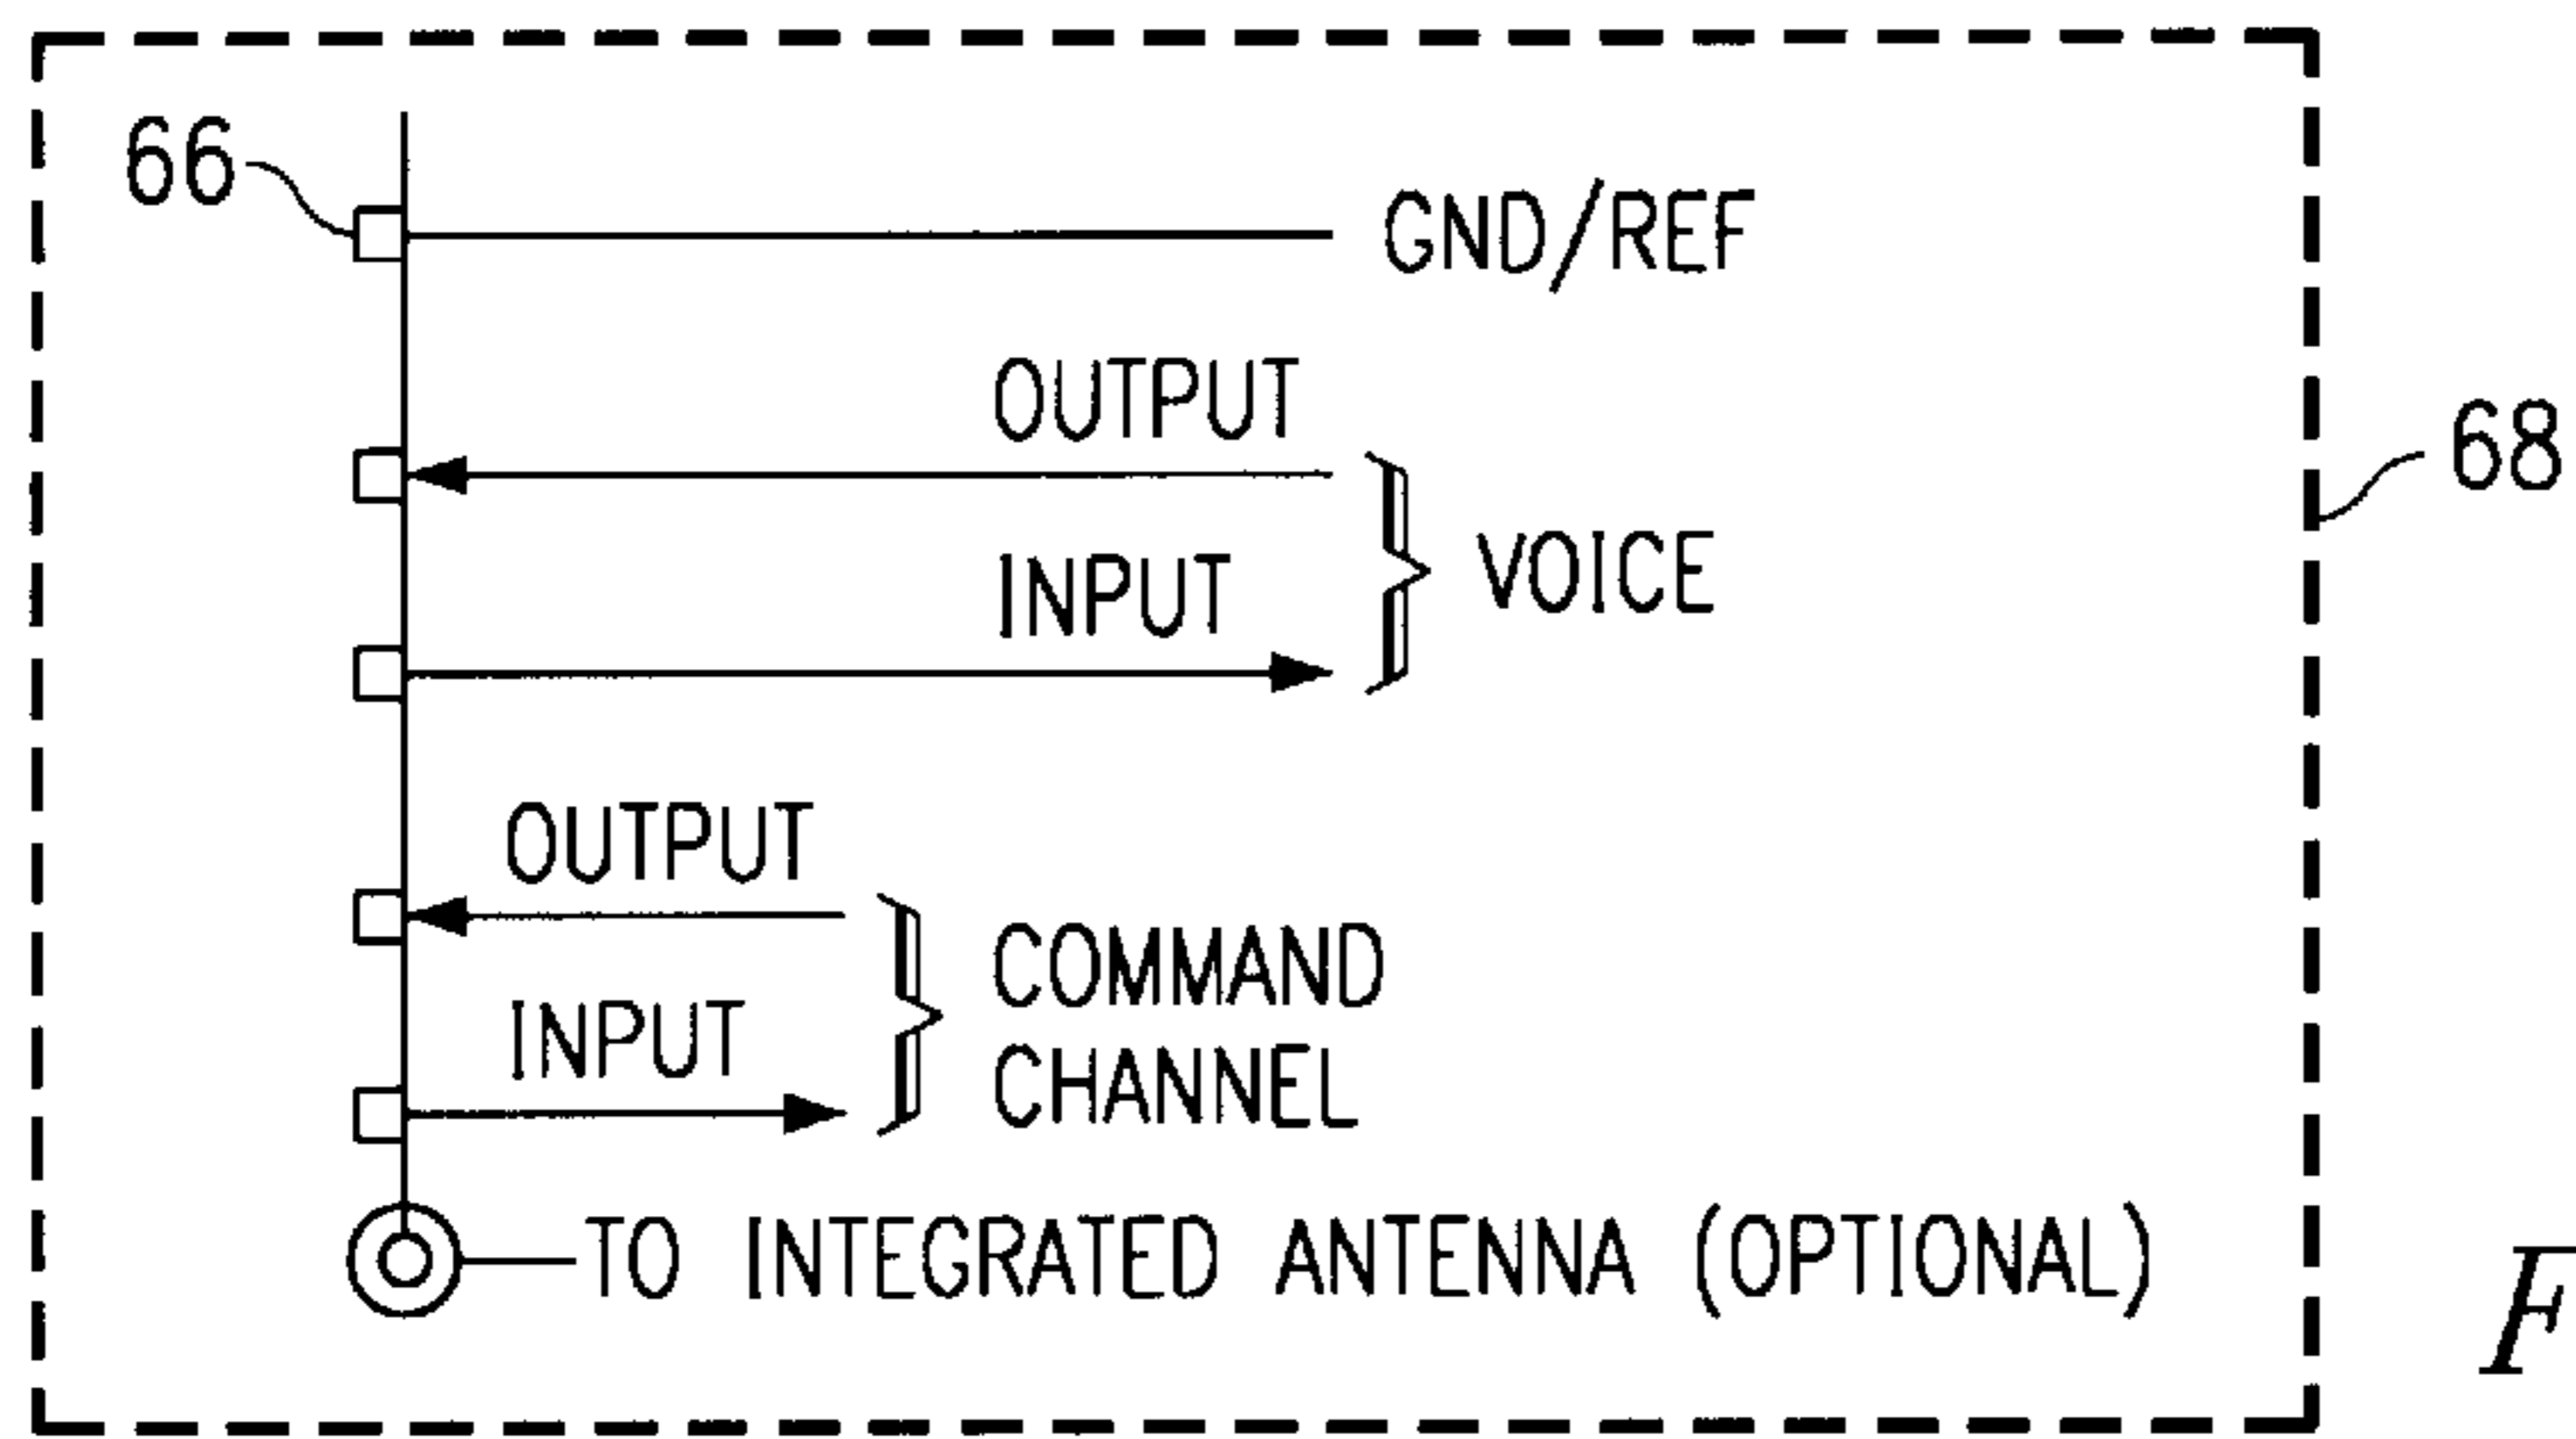 66
GND/REF
OUTPUT
68
INPUT
VOICE
OUTPUT
COMMAND
INPUT
CHANNEL
TO INTEGRATED ANTENNA (OPTIONAL)
F